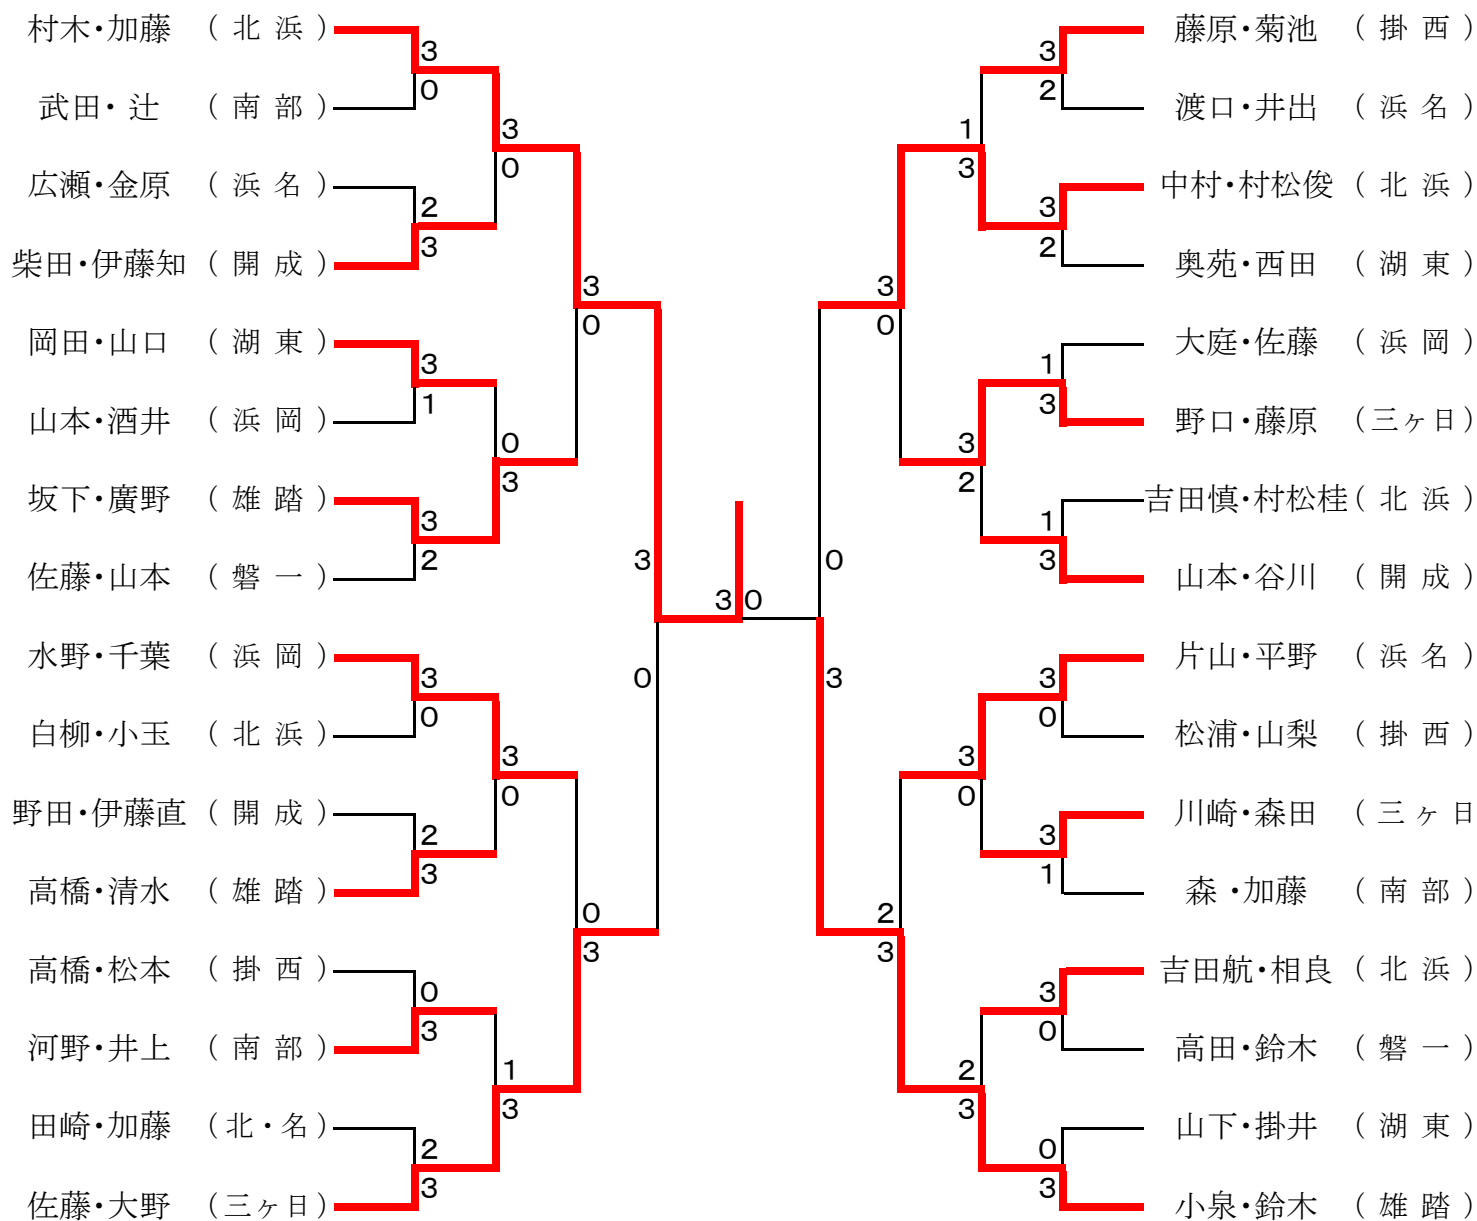 村木・加藤 （ 北 浜 ）
3
0
武田・ 辻 （ 南 部 ）
3
0
広瀬・金原 （ 浜 名 ）
2
3
柴田・伊藤知 （ 開 成 ）
3
0
岡田・山口 （ 湖 東 ）
3
1
山本・酒井 （ 浜 岡 ）
0
3
坂下・廣野 （ 雄 踏 ）
3
2
佐藤・山本 （ 磐 一 ）
3
0
水野・千葉 （ 浜 岡 ）
3
0
白柳・小玉 （ 北 浜 ）
3
0
野田・伊藤直 （ 開 成 ）
2
3
高橋・清水 （ 雄 踏 ）
0
3
高橋・松本 （ 掛 西 ）
0
3
河野・井上 （ 南 部 ）
1
3
田崎・加藤 （北・名）
2
3
佐藤・大野 （三ヶ日）
3 0
藤原・菊池 （ 掛 西 ）
3
2
渡口・井出 （ 浜 名 ）
1
3
中村・村松俊 （ 北 浜 ）
3
2
奥苑・西田 （ 湖 東 ）
3
0
大庭・佐藤 （ 浜 岡 ）
1
3
野口・藤原 （三ヶ日）
3
2
吉田慎・村松桂（ 北 浜 ）
1
3
山本・谷川 （ 開 成 ）
0
3
片山・平野 （ 浜 名 ）
3
0
松浦・山梨 （ 掛 西 ）
3
0
川崎・森田 （ 三 ヶ 日
3
1
森 ・加藤 （ 南 部 ）
2
3
吉田航・相良 （ 北 浜 ）
3
0
高田・鈴木 （ 磐 一 ）
2
3
山下・掛井 （ 湖 東 ）
0
3
小泉・鈴木 （ 雄 踏 ）